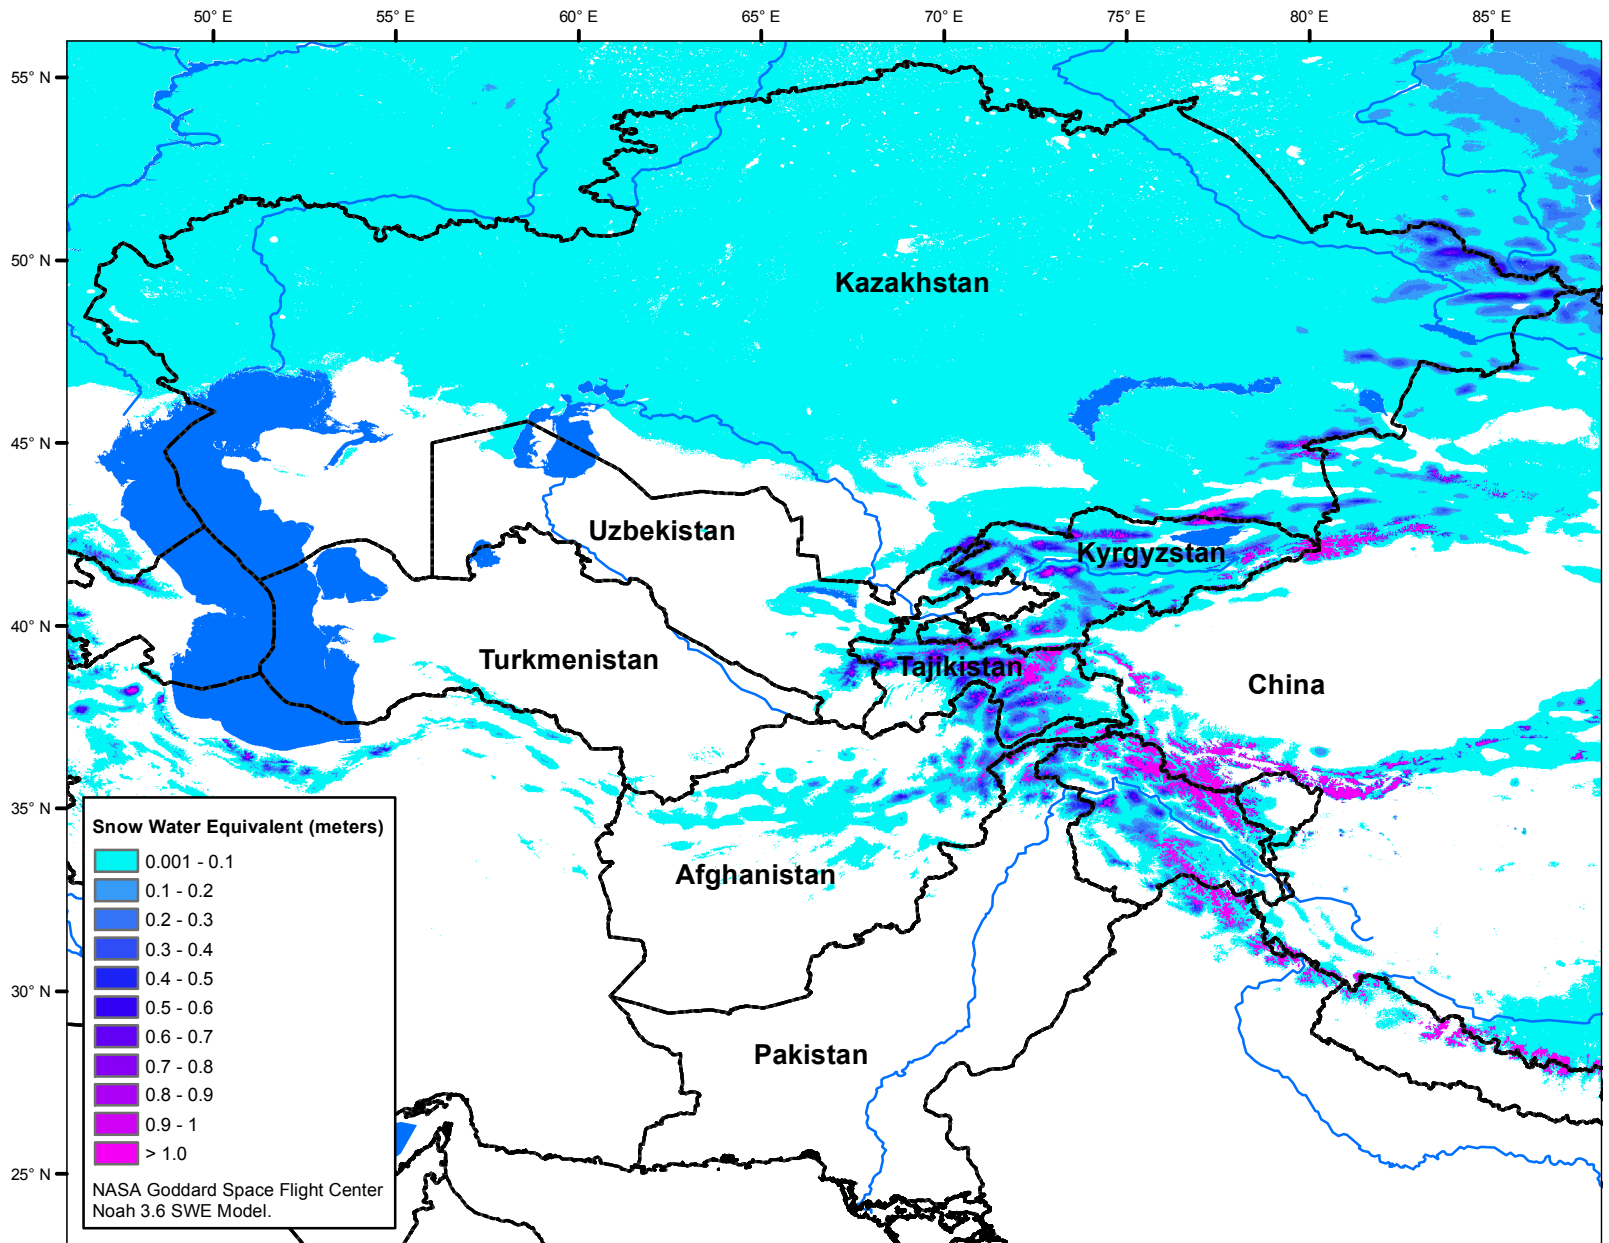 50° E 55° E 60° E 65° E 70° E 75° E 80° E 85° E
55° N
50° N
Kazakhstan
45° N
Uzbekistan
Kyrgyzstan
40° N
Turkmenistan
Tajikistan
China
35° N
Afghanistan
30° N
Pakistan
25° N
Snow Water Equivalent (meters)
0.001 - 0.1
0.1 - 0.2
0.2 - 0.3
0.3 - 0.4
0.4 - 0.5
0.5 - 0.6
0.6 - 0.7
0.7 - 0.8
0.8 - 0.9
0.9 - 1
> 1.0
NASA Goddard Space Flight Center
Noah 3.6 SWE Model.